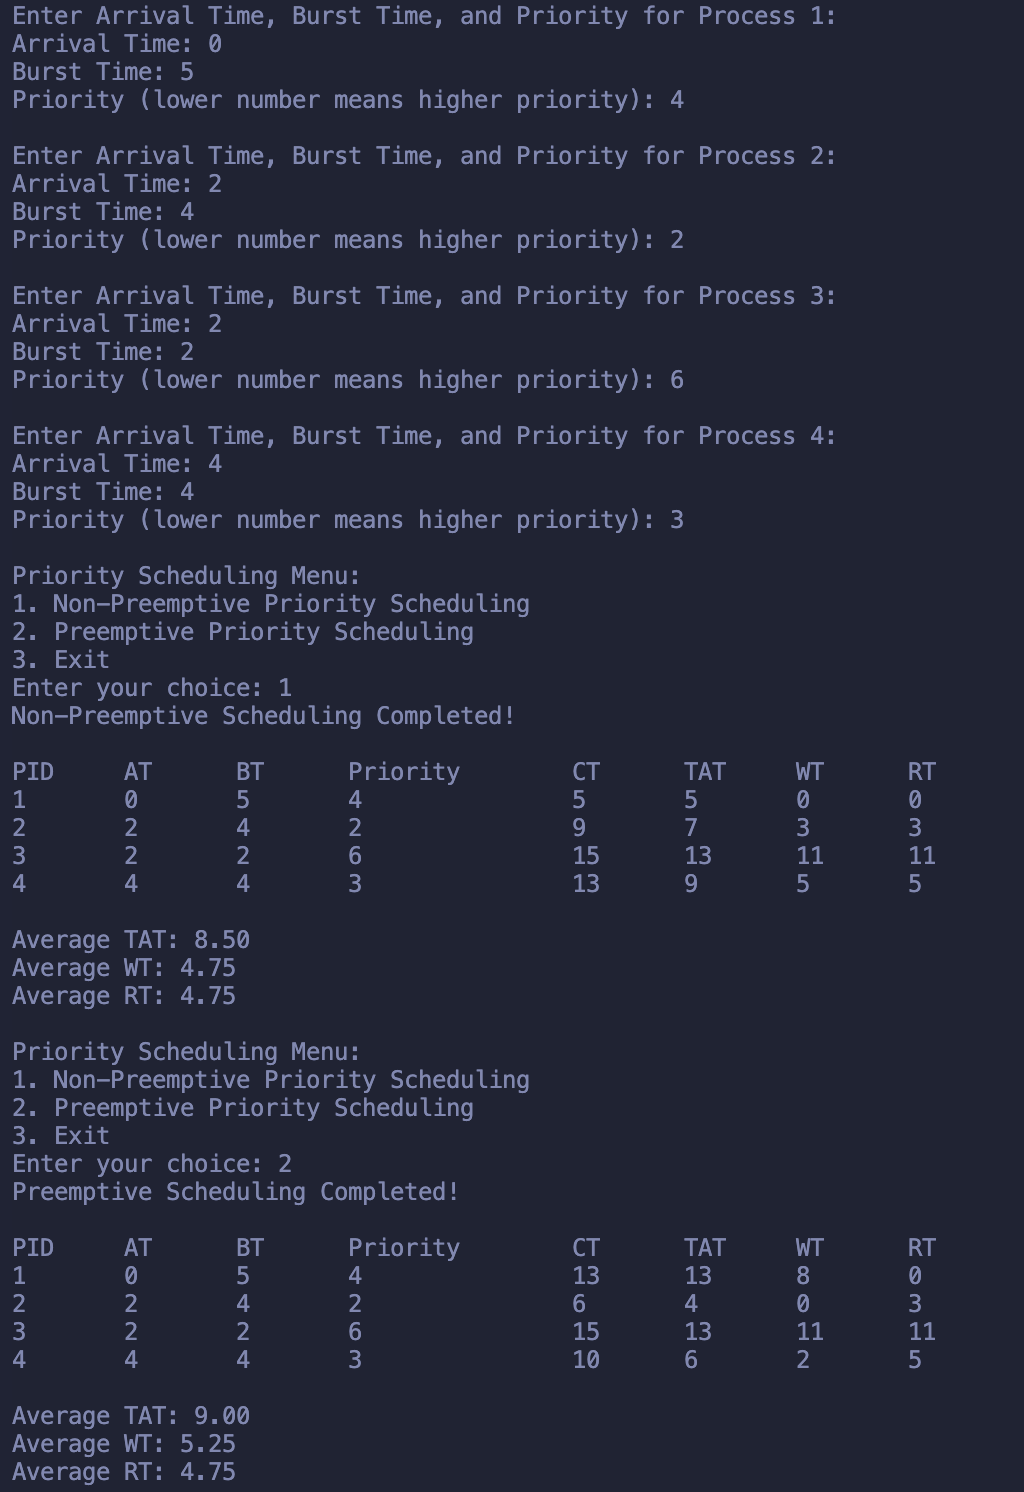 Enter Arrival Time, Burst Time, and Priority for Process 1:
Arrival Time: 0
Burst Time: 5
Priority (lower number means higher priority): 4

Enter Arrival Time, Burst Time, and Priority for Process 2:
Arrival Time: 2
Burst Time: 4
Priority (lower number means higher priority): 2

Enter Arrival Time, Burst Time, and Priority for Process 3:
Arrival Time: 2
Burst Time: 2
Priority (lower number means higher priority): 6

Enter Arrival Time, Burst Time, and Priority for Process 4:
Arrival Time: 4
Burst Time: 4
Priority (lower number means higher priority): 3

Priority Scheduling Menu:
1. Non-Preemptive Priority Scheduling
2. Preemptive Priority Scheduling
3. Exit
Enter your choice: 1
Non-Preemptive Scheduling Completed!

PID	AT	BT	Priority	CT	TAT	WT	RT
1	0	5	4	5	5	0	0
2	2	4	2	9	7	3	3
3	2	2	6	15	13	11	11
4	4	4	3	13	9	5	5

Average TAT: 8.50
Average WT: 4.75
Average RT: 4.75

Priority Scheduling Menu:
1. Non-Preemptive Priority Scheduling
2. Preemptive Priority Scheduling
3. Exit
Enter your choice: 2
Preemptive Scheduling Completed!

PID	AT	BT	Priority	CT	TAT	WT	RT
1	0	5	4	13	13	8	0
2	2	4	2	6	4	0	3
3	2	2	6	15	13	11	11
4	4	4	3	10	6	2	5

Average TAT: 9.00
Average WT: 5.25
Average RT: 4.75